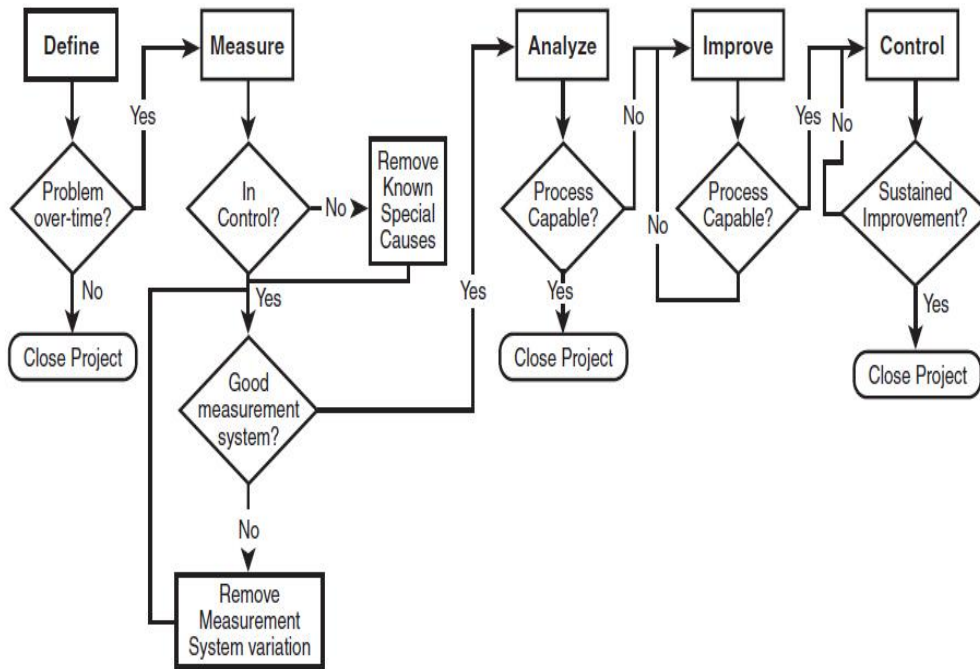 Define
Measure
Analyze
Improve
Control
Yes
No
Yes
No
Problem
over-time?
In
Control?
No
Remove
Known
Special
Causes
Process
Capable?
No
Process
Capable?
Sustained
Improvement?
No
Yes
Yes
Yes
Yes
Close Project
Good
measurement
system?
Close Project
Close Project
No
Remove
Measurement
System variation